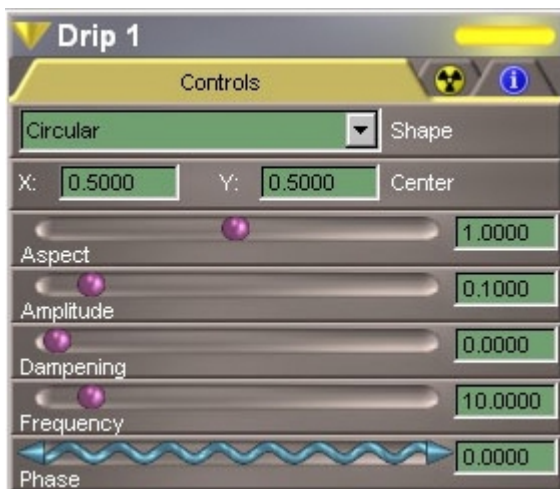 Drip 1
Controls
Circular Shape
X: 0.5000 Y: 0.5000 Center
1.0000
Aspect
0.1000
Amplitude
0.0000
Dampening
10.0000
Frequency
0.0000
Phase